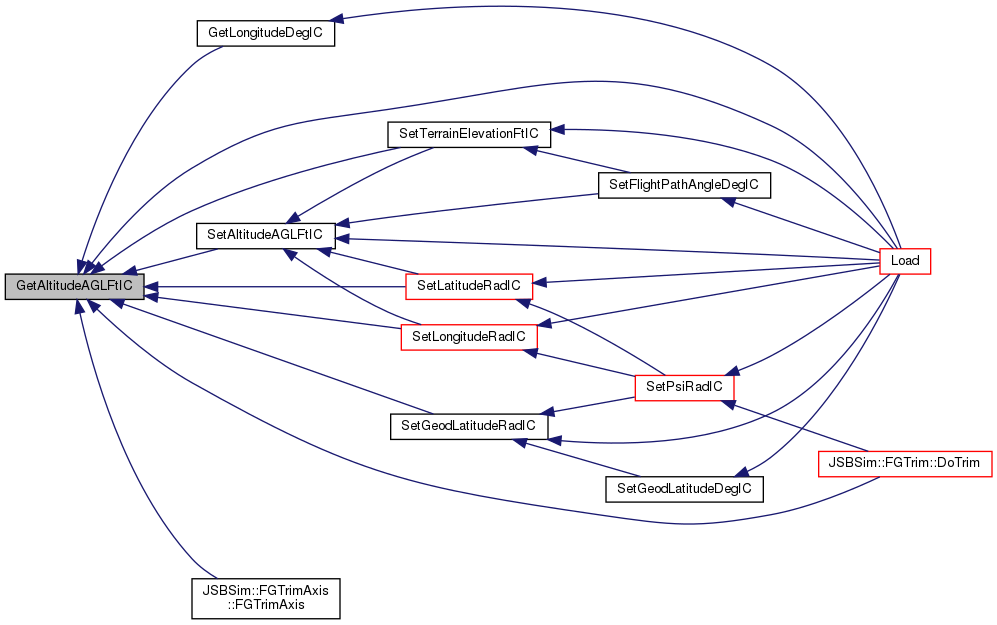 GetLongitudeDegIC
SetTerrainElevationFtIC
SetFlightPathAngleDegIC
SetAltitudeAGLFtIC
Load
GetAltitudeAGLFtIC
SetLatitudeRadIC
SetLongitudeRadIC
SetPsiRadIC
SetGeodLatitudeRadIC
JSBSim::FGTrim::DoTrim
SetGeodLatitudeDegIC
JSBSim::FGTrimAxis
::FGTrimAxis